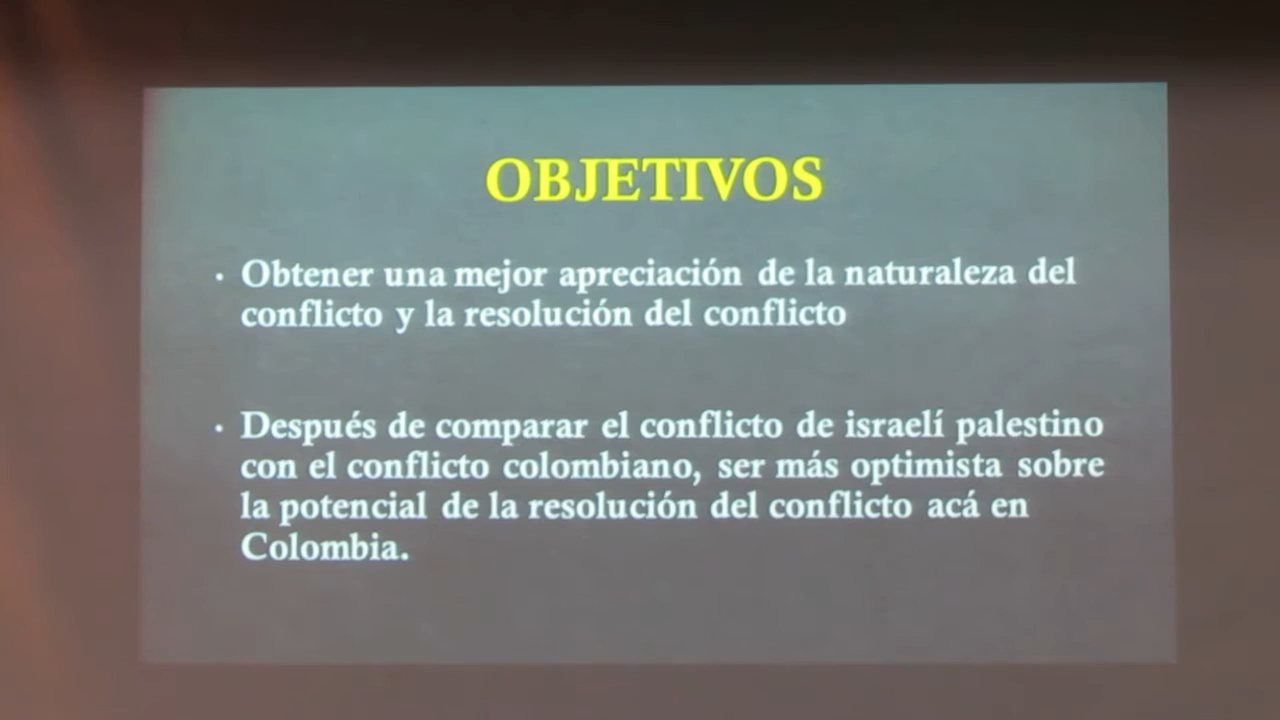 OBJETIVOS
· Obtener una mejor apreciación de la naturaleza del
conflicto y la resolución del conflicto
· Después de comparar el conflicto de israelí palestino
con el conflicto colombiano, ser más optimista sobre
la potencial de la resolución del conflicto acá en
Colombia.